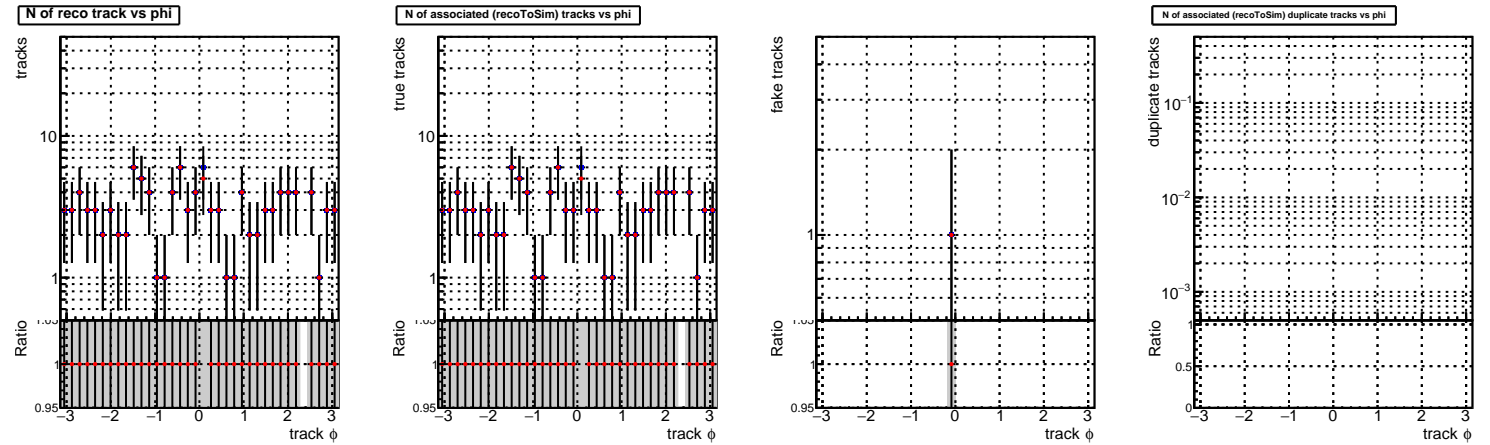 N of reco track vs phi
tracks
10
1
Ratio
1.05
1
0.95
−3 −2 −1 0 1 2 3
track ϕ
N of associated (recoToSim) tracks vs phi
true tracks
10
1
Ratio
1.05
1
0.95
−3 −2 −1 0 1 2 3
track ϕ
fake tracks
1
Ratio
1.05
1
0.95
−3 −2 −1 0 1 2 3
track ϕ
N of associated (recoToSim) duplicate tracks vs phi
duplicate tracks
10−1
10−2
10−3
Ratio
1
0.5
0
−3 −2 −1 0 1 2 3
track ϕ